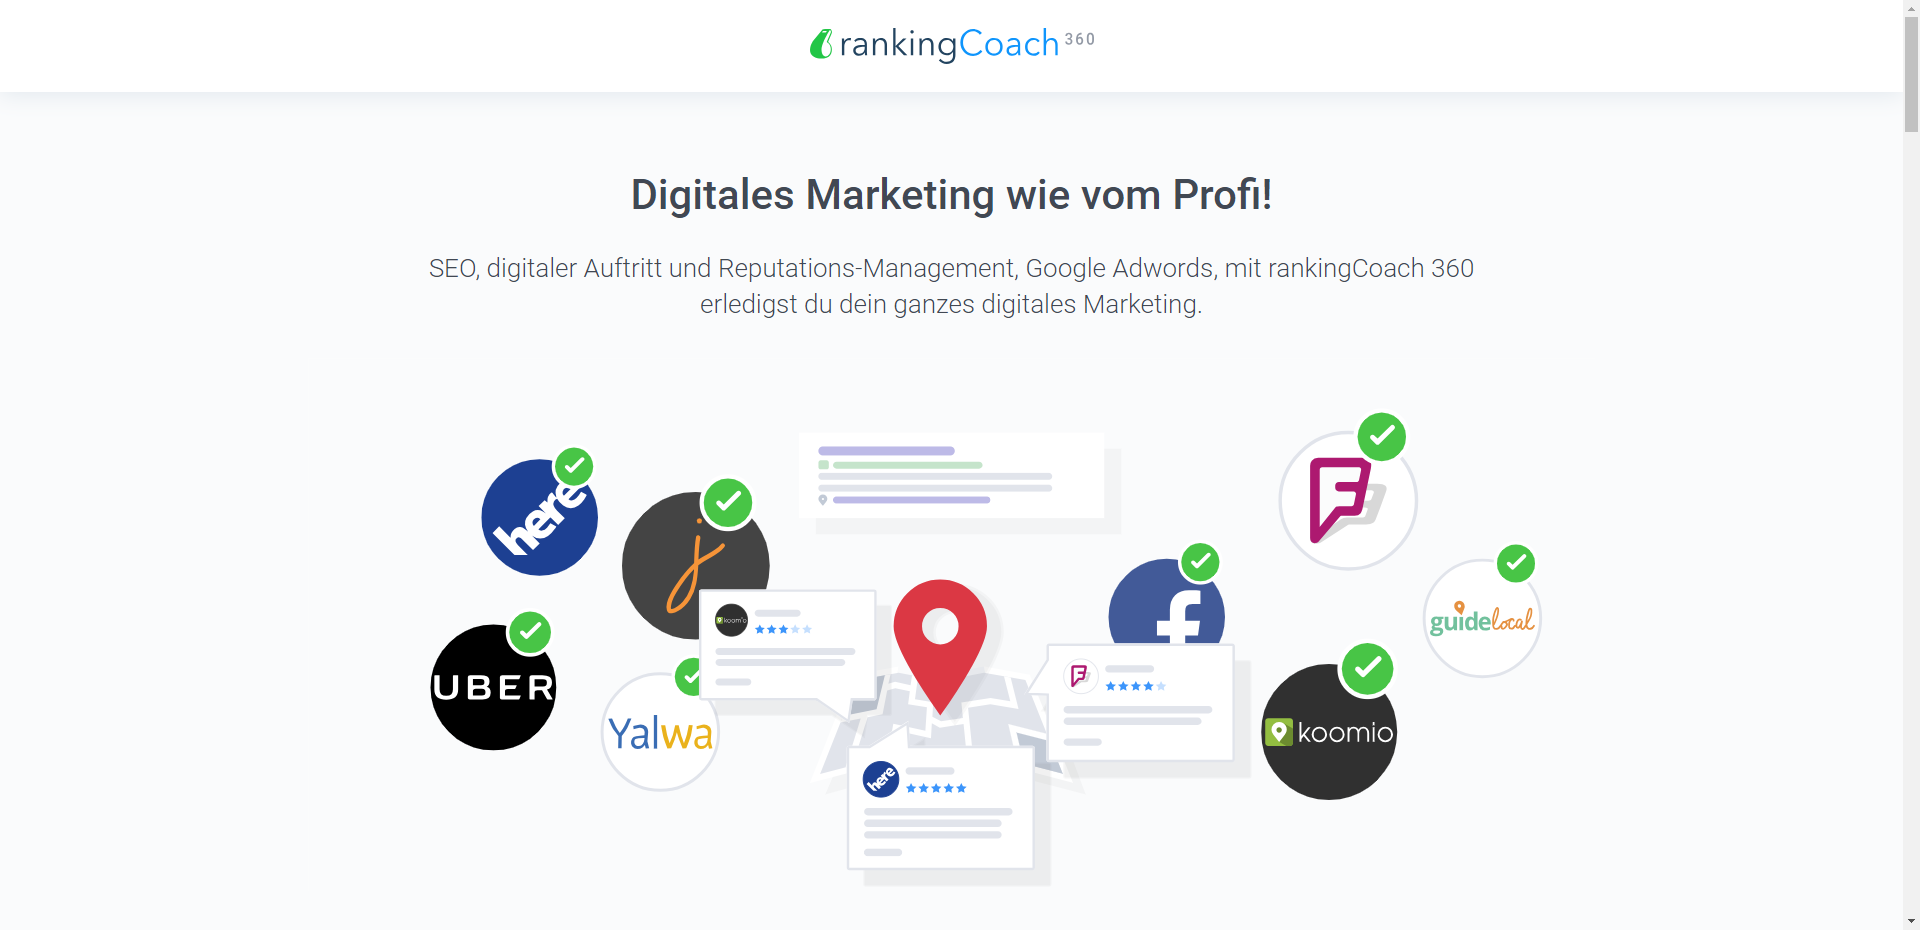 rankingCoach 360
Digitales Marketing wie vom Profi!
SEO, digitaler Auftritt und Reputations-Management, Google Adwords, mit rankingCoach 360
erledigst du dein ganzes digitales Marketing.
here
j
koomio
UBER
Yalwa
guidelocal
koomio
here